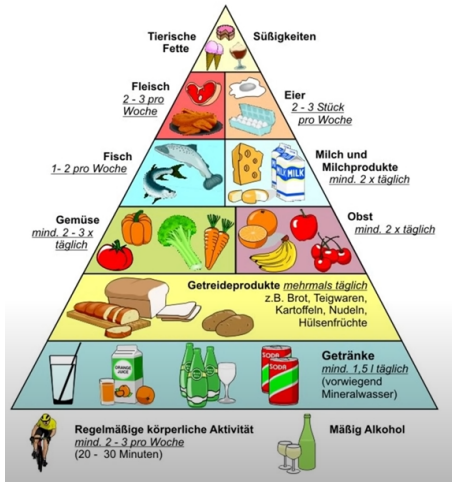 Tierische
Fette
Süßigkeiten
Fleisch
2 - 3 pro
Woche
Eier
2 - 3 Stück
pro Woche
Fisch
1- 2 pro Woche
Milch und
Milchprodukte
mind. 2 x täglich
MILK
MILK
Gemüse
mind. 2 - 3 x
täglich
Obst
mind. 2 x täglich
Getreideprodukte mehrmals täglich
z.B. Brot, Teigwaren,
Kartoffeln, Nudeln,
Hülsenfrüchte
ORANGE
JUICE
SODA
SODA
Getränke
mind. 1,5 l täglich
(vorwiegend
Mineralwasser)
Regelmäßige körperliche Aktivität
mind. 2 - 3 pro Woche
(20 - 30 Minuten)
Mäßig Alkohol